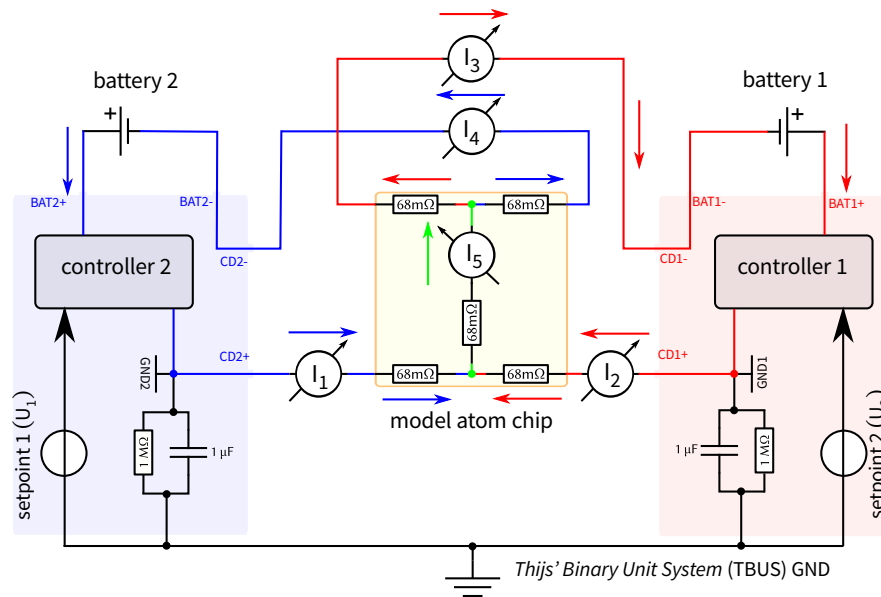 I3
battery 2
battery 1
+
+
I4
BAT2+
BAT2-
68mΩ
68mΩ
BAT1-
BAT1+
controller 2
CD2-
I5
CD1-
controller 1
68mΩ
GND2
CD2+
I1
68mΩ
68mΩ
I2
CD1+
GND1
model atom chip
setpoint 1 (U1)
1 MΩ
1 μF
1 μF
1 MΩ
setpoint 2 (U
Thijs' Binary Unit System (TBUS) GND